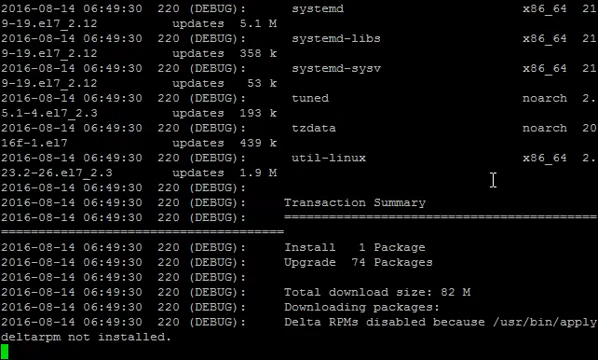 2016-08-14 06:49:30  220 (DEBUG):      systemd                          x86_64  21
9-19.el7_2.12          updates  5.1 M
2016-08-14 06:49:30  220 (DEBUG):      systemd-libs                     x86_64  21
9-19.el7_2.12          updates  358 k
2016-08-14 06:49:30  220 (DEBUG):      systemd-sysv                     x86_64  21
9-19.el7_2.12          updates   53 k
2016-08-14 06:49:30  220 (DEBUG):      tuned                            noarch  2.
5.1-4.el7_2.3          updates  193 k
2016-08-14 06:49:30  220 (DEBUG):      tzdata                           noarch  20
16f-1.el7              updates  439 k
2016-08-14 06:49:30  220 (DEBUG):      util-linux                       x86_64  2.
23.2-26.el7_2.3        updates  1.9 M
2016-08-14 06:49:30  220 (DEBUG):
2016-08-14 06:49:30  220 (DEBUG):     Transaction Summary
2016-08-14 06:49:30  220 (DEBUG):     ==========================================
======================================
2016-08-14 06:49:30  220 (DEBUG):     Install   1 Package
2016-08-14 06:49:30  220 (DEBUG):     Upgrade  74 Packages
2016-08-14 06:49:30  220 (DEBUG):
2016-08-14 06:49:30  220 (DEBUG):     Total download size: 82 M
2016-08-14 06:49:30  220 (DEBUG):     Downloading packages:
2016-08-14 06:49:30  220 (DEBUG):     Delta RPMs disabled because /usr/bin/apply
deltarpm not installed.